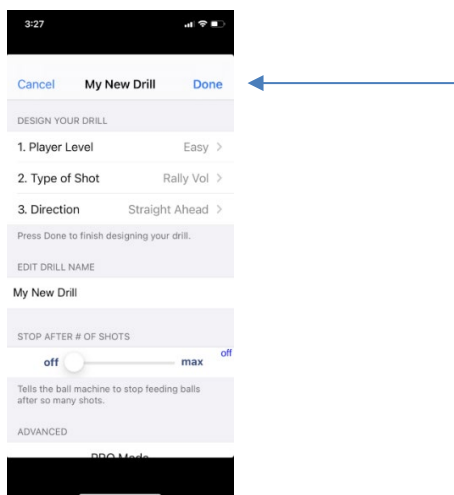 3:27
Cancel My New Drill Done
DESIGN YOUR DRILL
1. Player Level Easy
2. Type of Shot Rally Vol
3. Direction Straight Ahead
Press Done to finish designing your drill.
EDIT DRILL NAME
My New Drill
STOP AFTER # OF SHOTS
off max off
Tells the ball machine to stop feeding balls
after so many shots.
ADVANCED
PRO Mode